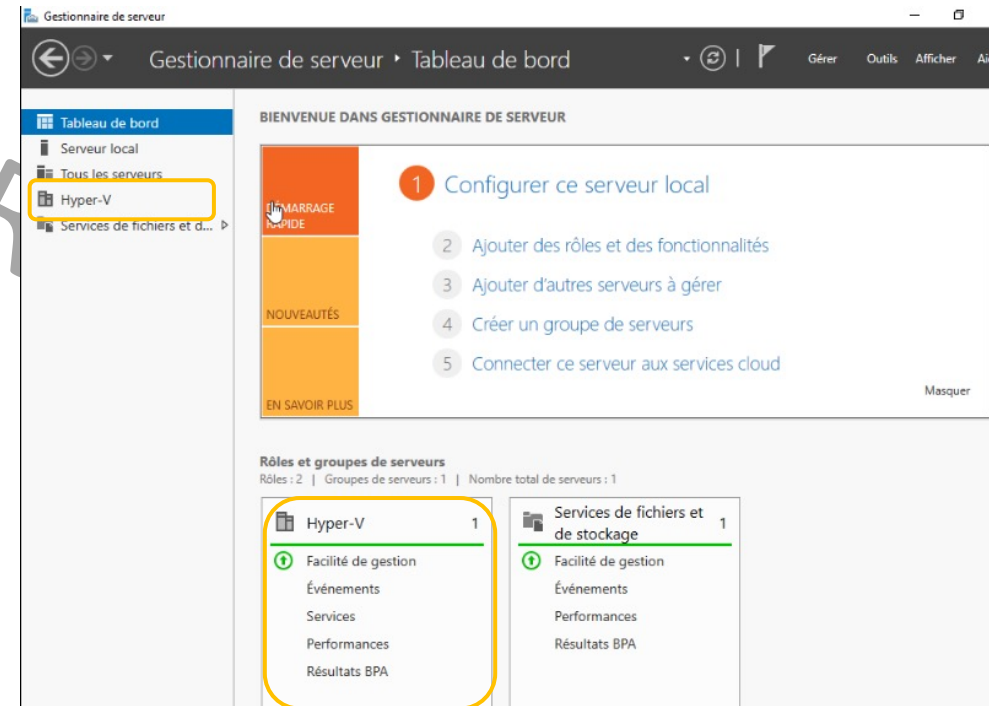 Gestionnaire de serveur
Gestionnaire de serveur ‣ Tableau de bord
Gérer Outils Afficher
Tableau de bord
Serveur local
Tous les serveurs
Hyper-V
Services de fichiers et d...
BIENVENUE DANS GESTIONNAIRE DE SERVEUR
DÉMARRAGE
RAPIDE
NOUVEAUTÉS
EN SAVOIR PLUS
1 Configurer ce serveur local
2 Ajouter des rôles et des fonctionnalités
3 Ajouter d'autres serveurs à gérer
4 Créer un groupe de serveurs
5 Connecter ce serveur aux services cloud
Masquer
Rôles et groupes de serveurs
Rôles : 2 | Groupes de serveurs : 1 | Nombre total de serveurs : 1
Hyper-V 1
Facilité de gestion
Événements
Services
Performances
Résultats BPA
Services de fichiers et
de stockage 1
Facilité de gestion
Événements
Performances
Résultats BPA